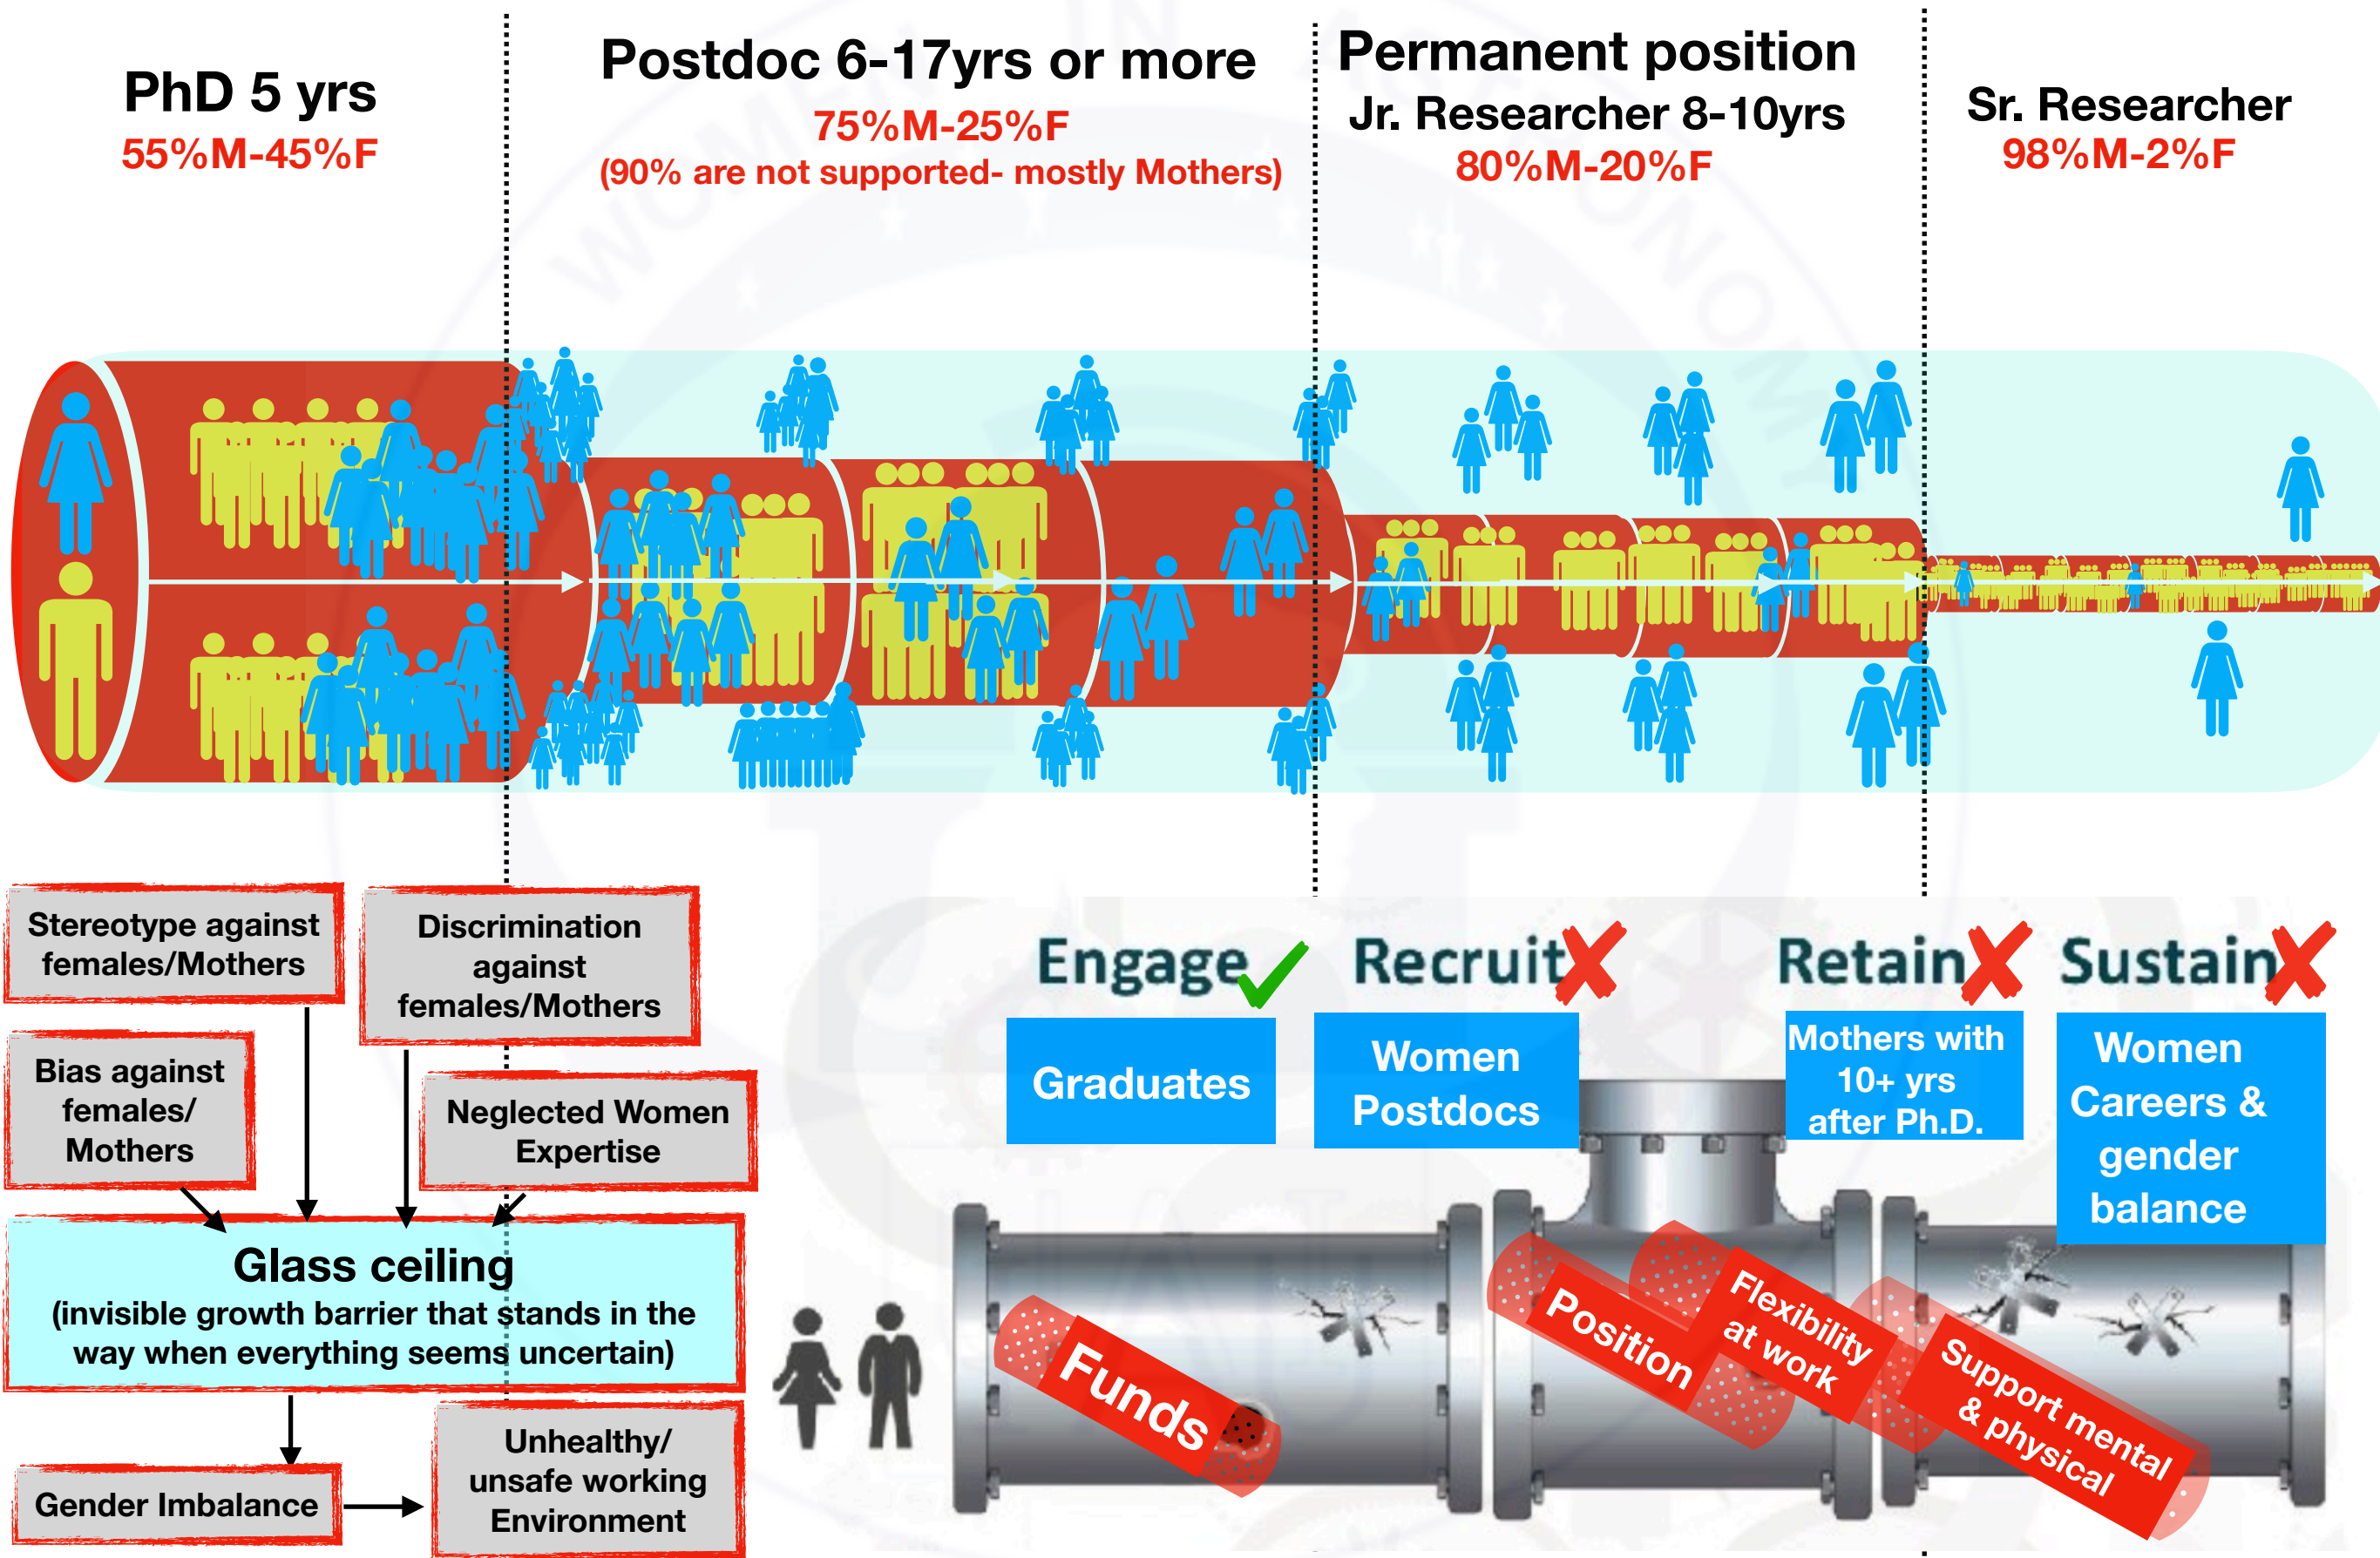 PhD 5 yrs
55%M-45%F
Postdoc 6-17yrs or more
75%M-25%F
(90% are not supported- mostly Mothers)
Permanent position
Jr. Researcher 8-10yrs
80%M-20%F
Sr. Researcher
98%M-2%F
WOMEN IN ASTRONOMY
Stereotype against
females/Mothers
Discrimination
against
females/Mothers
Bias against
females/
Mothers
Neglected Women
Expertise
Glass ceiling
(invisible growth barrier that stands in the
way when everything seems uncertain)
Gender Imbalance
Unhealthy/
unsafe working
Environment
Engage
Recruit
Retain
Sustain
Graduates
Women
Postdocs
Mothers with
10+ yrs
after Ph.D.
Women
Careers &
gender
balance
Funds
Position
Flexibility
at work
Support mental
& physical